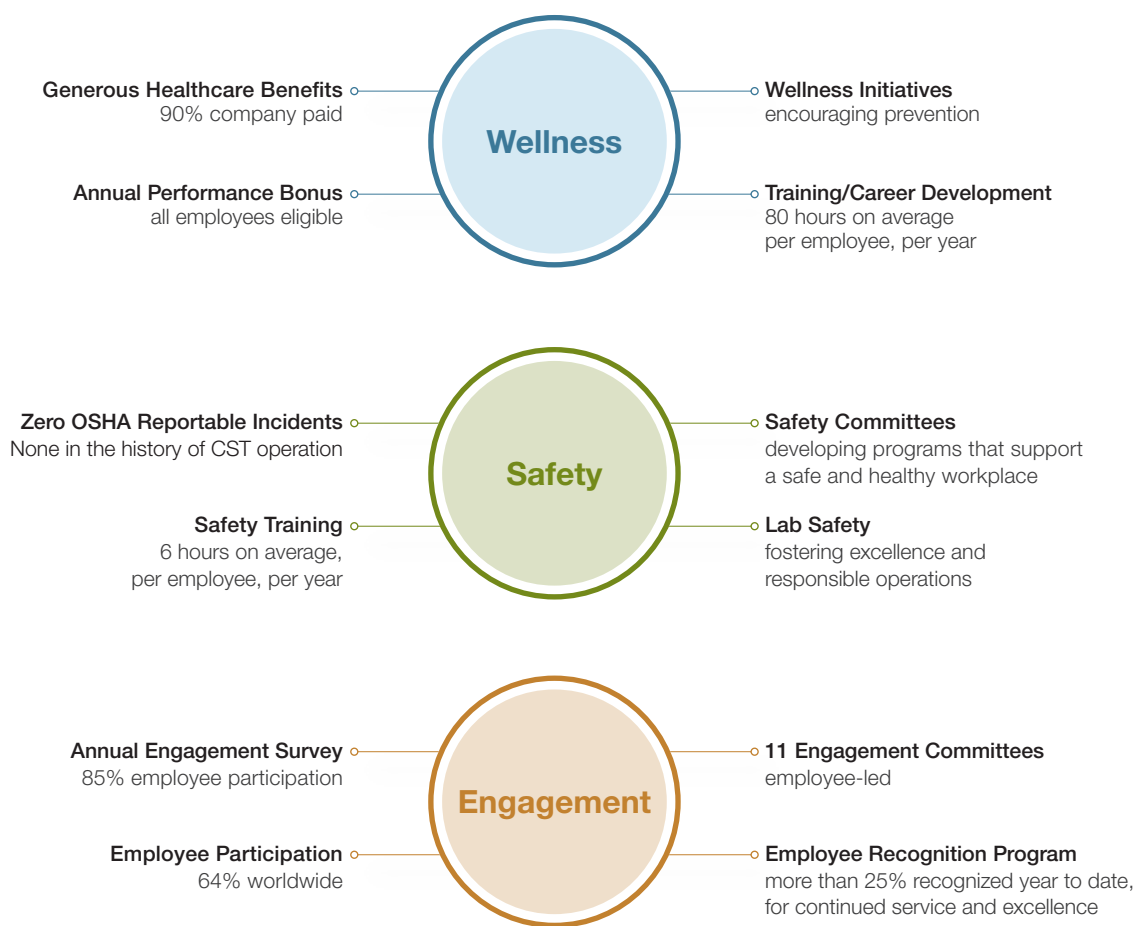 Generous Healthcare Benefits
90% company paid
Annual Performance Bonus
all employees eligible
Wellness
Wellness Initiatives
encouraging prevention
Training/Career Development
80 hours on average
per employee, per year
Zero OSHA Reportable Incidents
None in the history of CST operation
Safety Training
6 hours on average,
per employee, per year
Safety
Safety Committees
developing programs that support
a safe and healthy workplace
Lab Safety
fostering excellence and
responsible operations
Annual Engagement Survey
85% employee participation
Employee Participation
64% worldwide
Engagement
11 Engagement Committees
employee-led
Employee Recognition Program
more than 25% recognized year to date,
for continued service and excellence